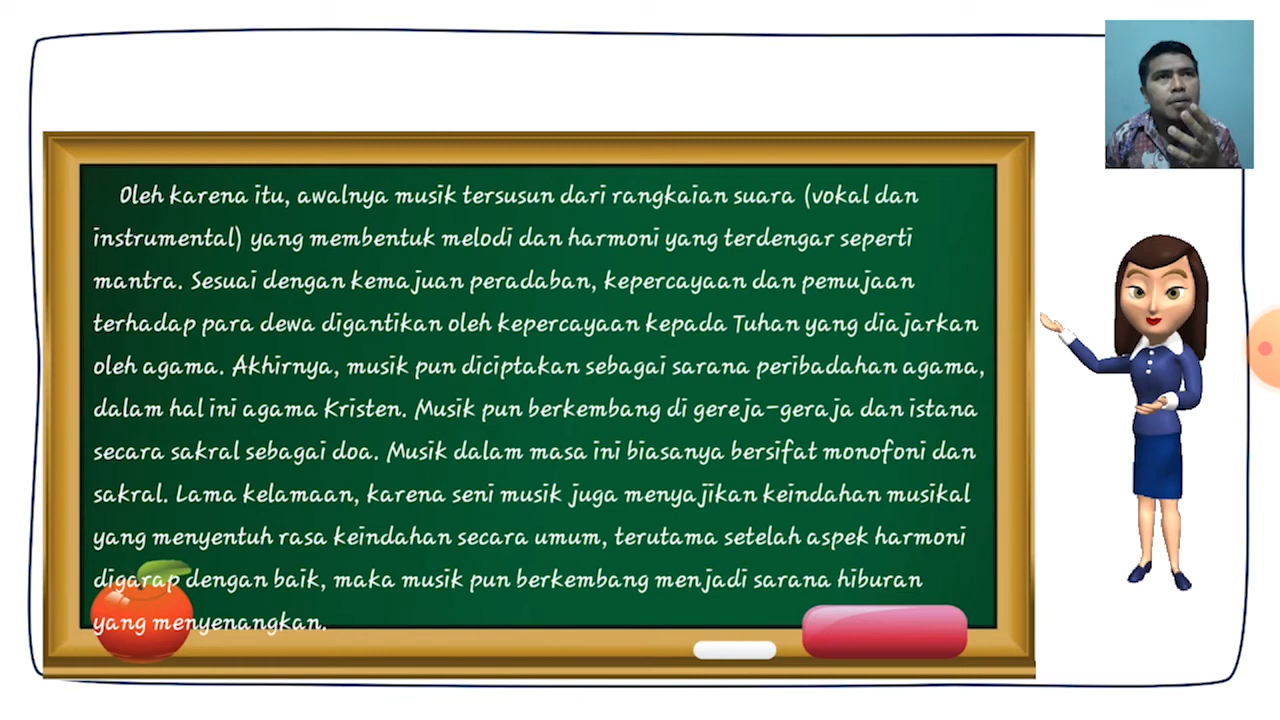 Oleh karena itu, awalnya musik tersusun dari rangkaian suara (vokal dan
instrumental) yang membentuk melodi dan harmoni yang terdengar seperti
mantra. Sesuai dengan kemajuan peradaban, kepercayaan dan pemujaan
terhadap para dewa digantikan oleh kepercayaan kepada Tuhan yang diajarkan
oleh agama. Akhirnya, musik pun diciptakan sebagai sarana peribadahan agama,
dalam hal ini agama Kristen. Musik pun berkembang di gereja-geraja dan istana
secara sakral sebagai doa. Musik dalam masa ini biasanya bersifat monofoni dan
sakral. Lama kelamaan, karena seni musik juga menyajikan keindahan musikal
yang menyentuh rasa keindahan secara umum, terutama setelah aspek harmoni
digarap dengan baik, maka musik pun berkembang menjadi sarana hiburan
yang menyenangkan.